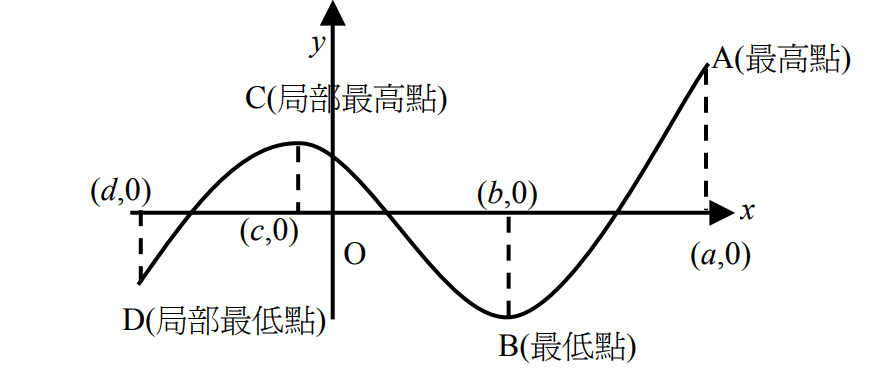 y
C(局部最高點)
A(最高點)
(d,0)
(b,0)
x
(c,0)
O
(a,0)
D(局部最低點)
B(最低點)